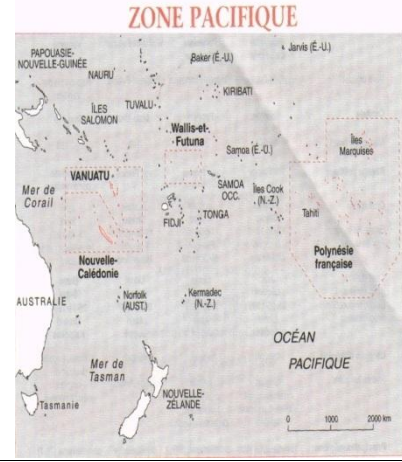 ZONE PACIFIQUE
PAPOUASIE-
NOUVELLE-GUINÉE
Baker (É.-U.)
Jarvis (É.-U.)
NAURU
KIRIBATI
ÎLES
SALOMON
TUVALU
Wallis-et-
Futuna
Samoa (É.-U.)
Îles
Marquises
VANUATU
SAMOA
OCC.
Îles Cook
(N.-Z.)
Mer de
Corail
FIDJI
TONGA
Tahiti
Nouvelle-
Calédonie
Polynésie
française
AUSTRALIE
Norfolk
(AUST.)
Kermadec
(N.-Z.)
OCÉAN
PACIFIQUE
Mer de
Tasman
NOUVELLE-
ZÉLANDE
Tasmanie
0 1000 2000 km